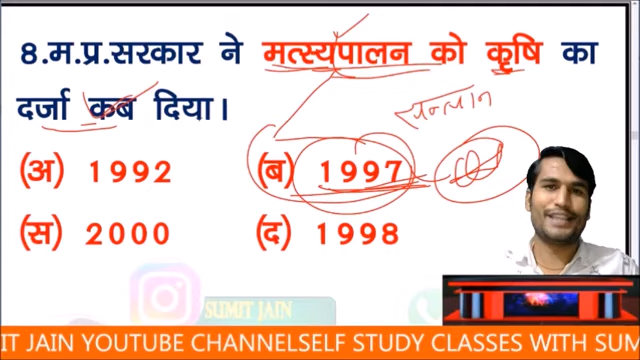 8.म.प्र.सरकार ने मत्स्यपालन को कृषि का
दर्जा कब दिया।
(अ) 1992
(ब) 1997
(स) 2000
(द) 1998
SUMIT JAIN
IT JAIN YOUTUBE CHANNELSELF STUDY CLASSES WITH SUM